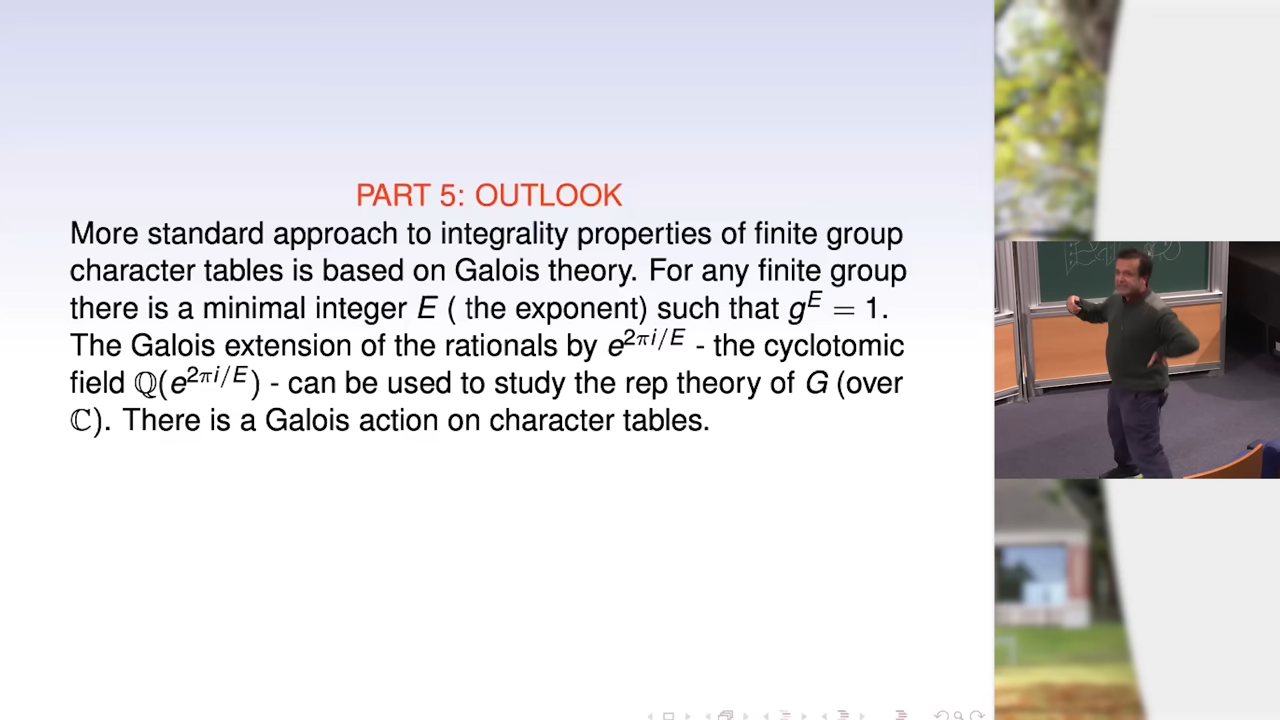 PART 5: OUTLOOK
More standard approach to integrality properties of finite group
character tables is based on Galois theory. For any finite group
there is a minimal integer E ( the exponent) such that g^E = 1.
The Galois extension of the rationals by e^{2πi/E} - the cyclotomic
field ℚ(e^{2πi/E}) - can be used to study the rep theory of G (over
ℂ). There is a Galois action on character tables.